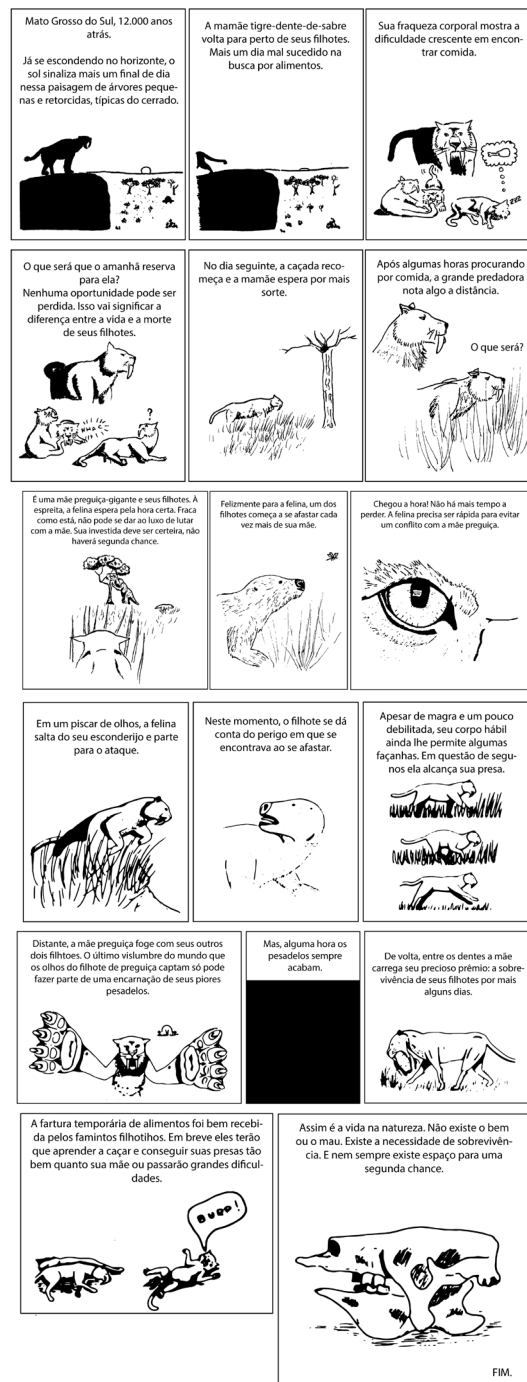 Mato Grosso do Sul, 12.000 anos
atrás.
Já se escondendo no horizonte, o
sol sinaliza mais um final de dia
nessa paisagem de árvores peque-
nas e retorcidas, típicas do cerrado.
A mamãe tigre-dente-de-sabre
volta para perto de seus filhotes.
Mais um dia mal sucedido na
busca por alimentos.
Sua fraqueza corporal mostra a
dificuldade crescente em encon-
trar comida.
zzz
O que será que o amanhã reserva
para ela?
Nenhuma oportunidade pode ser
perdida. Isso vai significar a
diferença entre a vida e a morte
de seus filhotes.
NHAC
?
No dia seguinte, a caçada reco-
meça e a mamãe espera por mais
sorte.
Após algumas horas procurando
por comida, a grande predadora
nota algo a distância.
O que será?
É uma mãe preguiça-gigante e seus filhotes. À
espreita, a felina espera pela hora certa. Fraca
como está, não pode se dar ao luxo de lutar
com a mãe. Sua investida deve ser certeira, não
haverá segunda chance.
Felizmente para a felina, um dos
filhotes começa a se afastar cada
vez mais de sua mãe.
Chegou a hora! Não há mais tempo a
perder. A felina precisa ser rápida para evitar
um conflito com a mãe preguiça.
Em um piscar de olhos, a felina
salta do seu esconderijo e parte
para o ataque.
Neste momento, o filhote se dá
conta do perigo em que se
encontrava ao se afastar.
Apesar de magra e um pouco
debilitada, seu corpo hábil
ainda lhe permite algumas
façanhas. Em questão de segu-
nos ela alcança sua presa.
Distante, a mãe preguiça foge com seus outros
dois filhtoes. O último vislumbre do mundo que
os olhos do filhote de preguiça captam só pode
fazer parte de uma encarnação de seus piores
pesadelos.
Mas, alguma hora os
pesadelos sempre
acabam.
De volta, entre os dentes a mãe
carrega seu precioso prêmio: a sobre-
vivência de seus filhotes por mais
alguns dias.
A fartura temporária de alimentos foi bem recebi-
da pelos famintos filhotihos. Em breve eles terão
que aprender a caçar e conseguir suas presas tão
bem quanto sua mãe ou passarão grandes dificul-
dades.
BURP!
Assim é a vida na natureza. Não existe o bem
ou o mau. Existe a necessidade de sobrevivên-
cia. E nem sempre existe espaço para uma
segunda chance.
FIM.